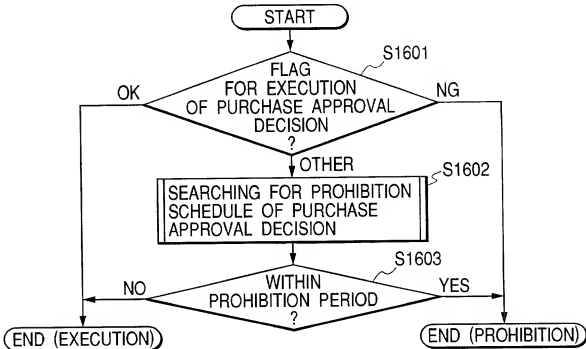 START
S1601
FLAG
FOR EXECUTION
OF PURCHASE APPROVAL
DECISION
?
OK
NG
OTHER
S1602
SEARCHING FOR PROHIBITION
SCHEDULE OF PURCHASE
APPROVAL DECISION
S1603
WITHIN
PROHIBITION PERIOD
?
NO
YES
END (EXECUTION)
END (PROHIBITION)